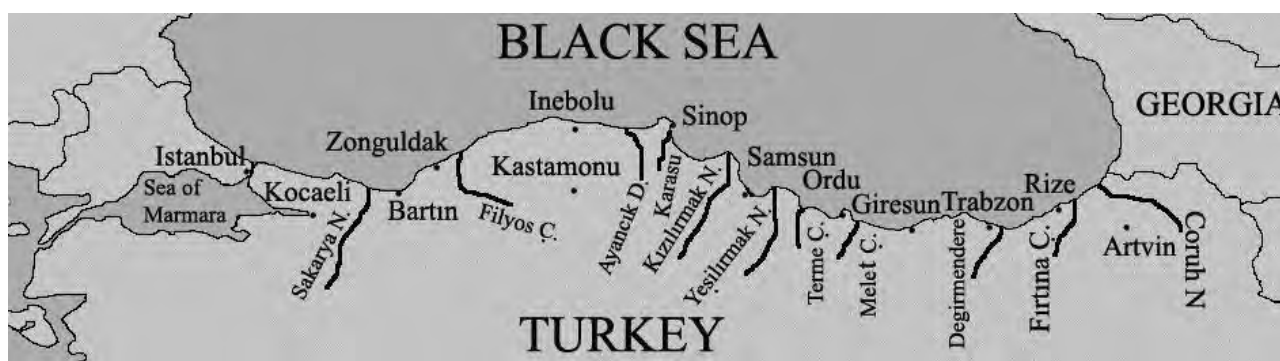 BLACK SEA
GEORGIA
Inebolu
Sinop
Zonguldak
Istanbul
Kastamonu
Samsun
Ordu
Kocaeli
Sea of
Marmara
Bartın
Filyos Ç.
Giresun
Trabzon
Rize
Artvin
Sakarya N.
Ayancık D.
Karasu
Kızılırmak N.
Yeşilırmak N.
Terme Ç.
Melet Ç.
Degirmendere
Fırtına Ç.
Coruh N
TURKEY